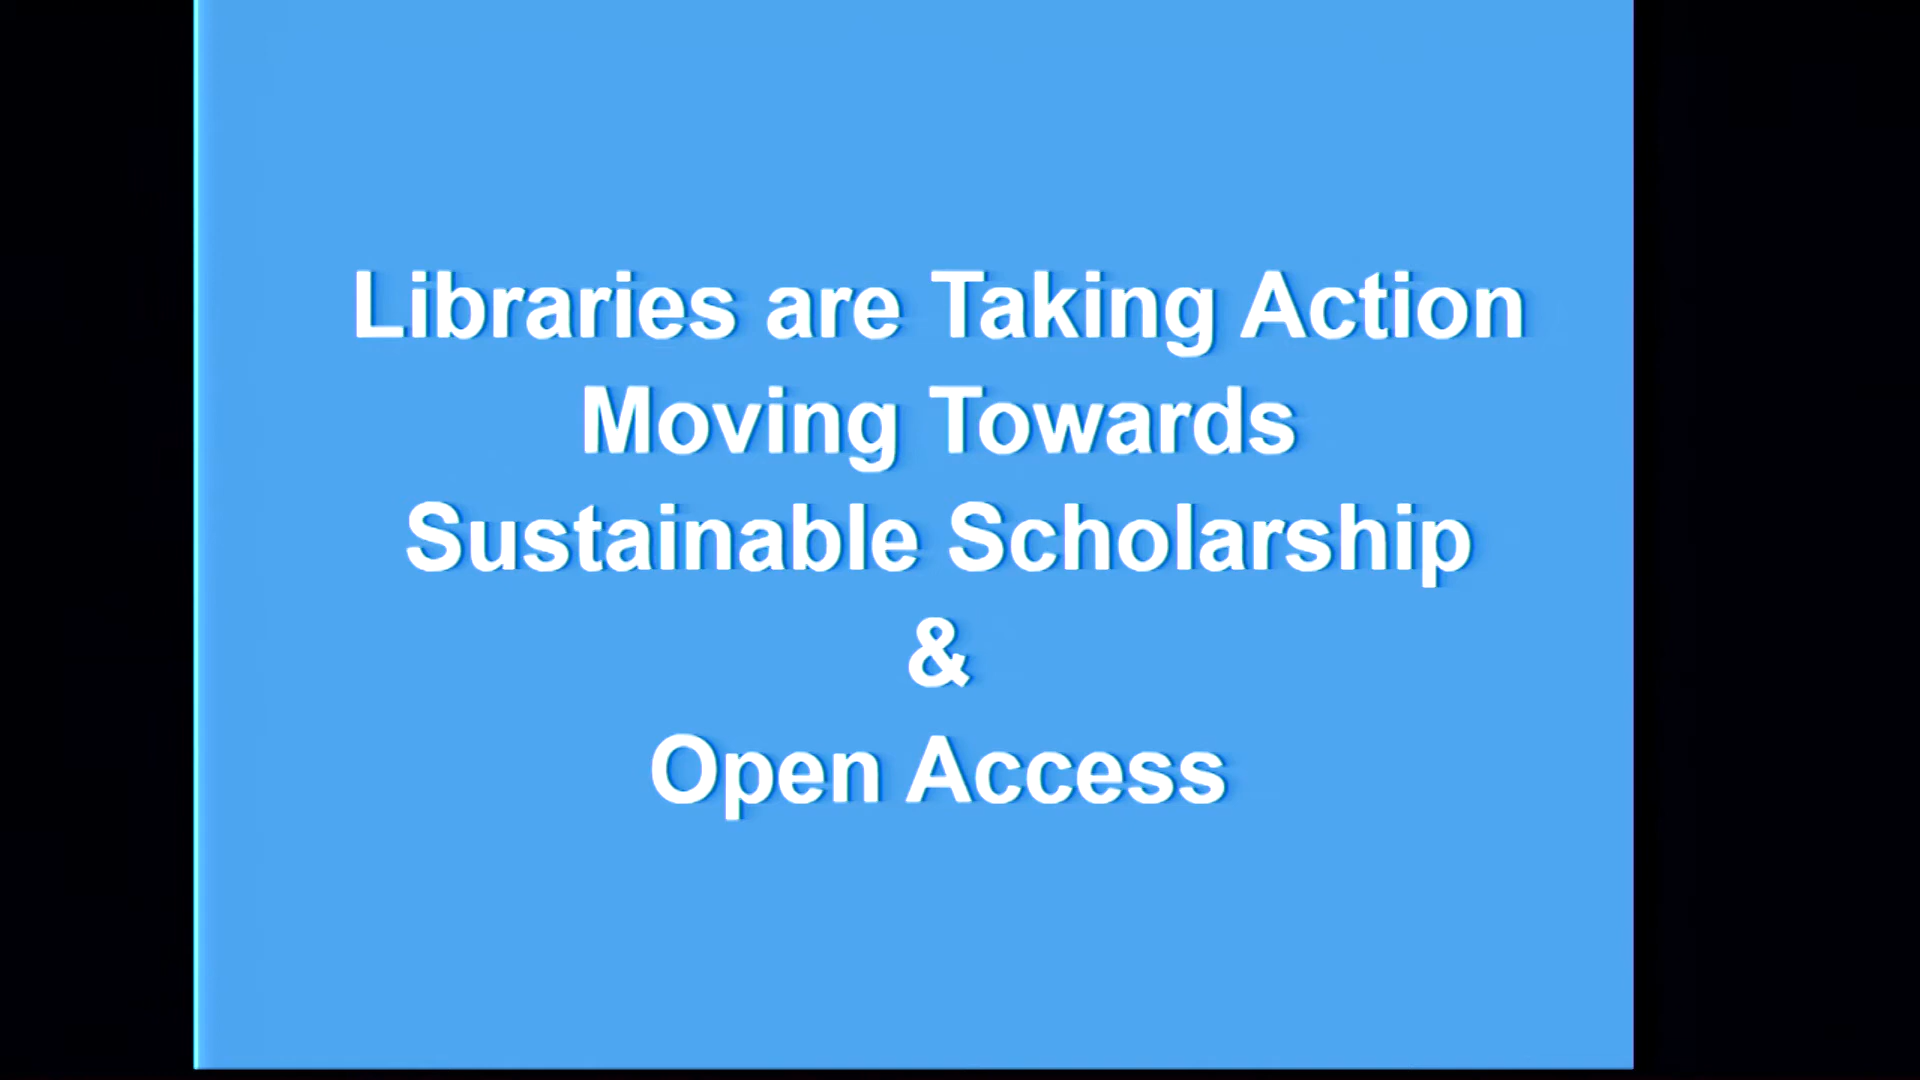 Libraries are Taking Action
Moving Towards
Sustainable Scholarship
&
Open Access